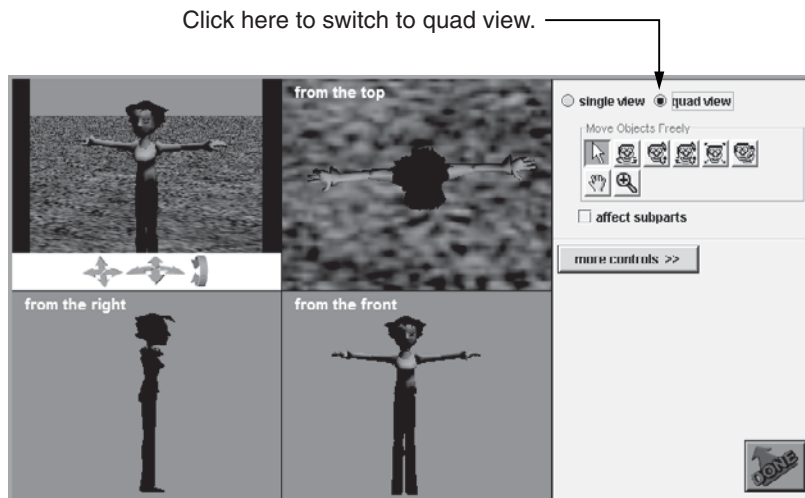 Click here to switch to quad view.
from the top
single view quad view
Move Objects Freely
affect subparts
more controls >>
from the right
from the front
DONE